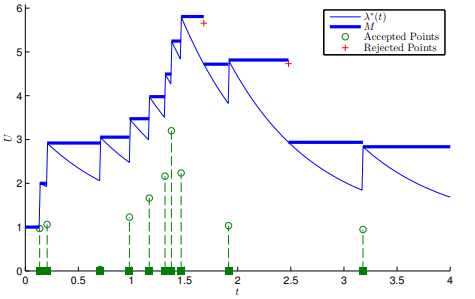 6
5
4
3
2
1
0
U
0 0.5 1 1.5 2 2.5 3 3.5 4
t
λ*(t)
M
Accepted Points
Rejected Points